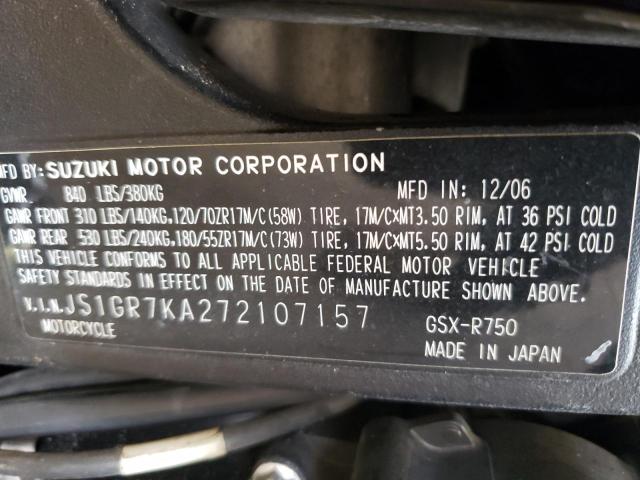 MFD BY: SUZUKI MOTOR CORPORATION
GVWR 840 LBS/380KG MFD IN: 12/06
GAWR FRONT 310 LBS/140KG,120/70ZR17M/C(58W) TIRE, 17M/C×MT3.50 RIM, AT 36 PSI COLD
GAWR REAR 530 LBS/240KG,180/55ZR17M/C(73W) TIRE, 17M/C×MT5.50 RIM, AT 42 PSI COLD
THIS VEHICLE CONFORMS TO ALL APPLICABLE FEDERAL MOTOR VEHICLE
SAFETY STANDARDS IN EFFECT ON THE DATE OF MANUFACTURE SHOWN ABOVE.
V.I.N. JS1GR7KA272107157 GSX-R750
MOTORCYCLE MADE IN JAPAN